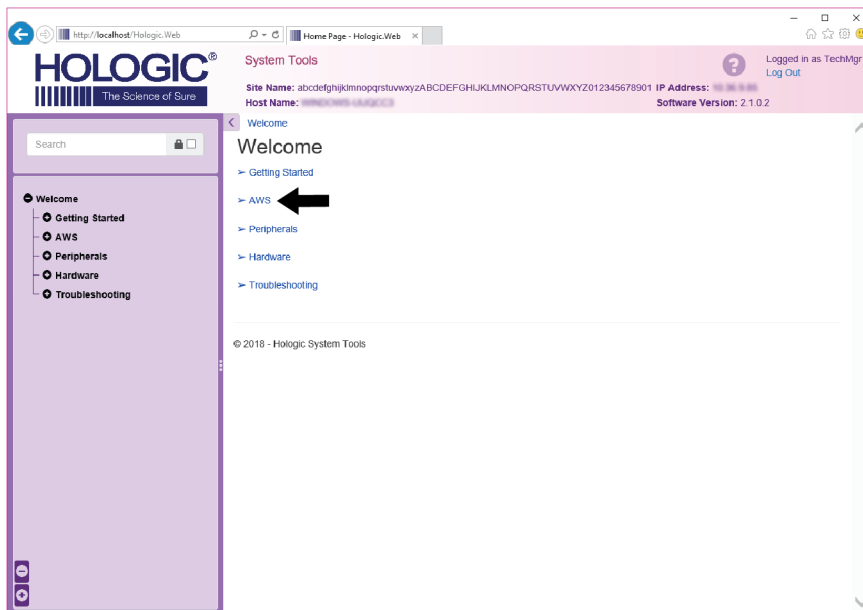 http://localhost/Hologic.Web
Home Page - Hologic.Web
HOLOGIC®
The Science of Sure
System Tools
Logged in as TechMgr
Log Out
Site Name: abcdefghijklmnopqrstuvwxyzABCDEFGHIJKLMNOPQRSTUVWXYZ012345678901 IP Address:
Host Name:
Software Version: 2.1.0.2
Search
Welcome
Getting Started
AWS
Peripherals
Hardware
Troubleshooting
Welcome
Welcome
➢ Getting Started
➢ AWS
➢ Peripherals
➢ Hardware
➢ Troubleshooting
© 2018 - Hologic System Tools